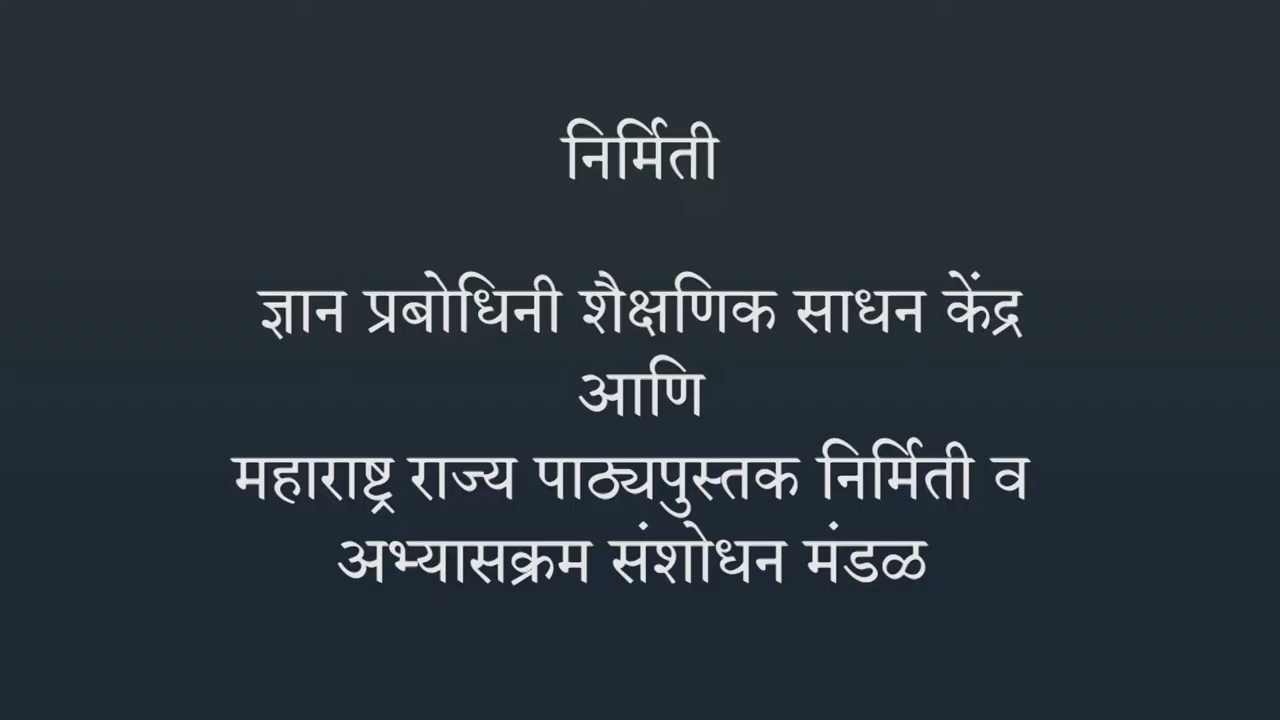 निर्मिती
ज्ञान प्रबोधिनी शैक्षणिक साधन केंद्र
आणि
महाराष्ट्र राज्य पाठ्यपुस्तक निर्मिती व
अभ्यासक्रम संशोधन मंडळ